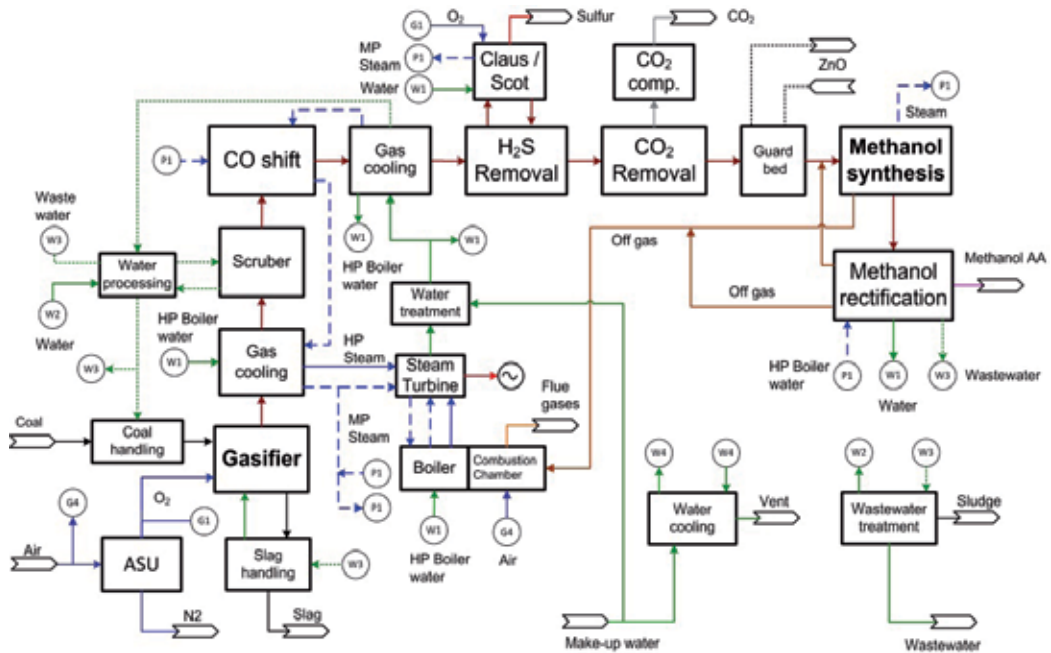 G1
O₂
Sulfur
CO₂
MP
Steam
P1
Water
W1
Claus /
Scot
CO₂
comp.
ZnO
P1
Steam
P1
CO shift
Gas
cooling
H₂S
Removal
CO₂
Removal
Guard
bed
Methanol
synthesis
Waste
water
W3
Water
processing
W2
Water
Scruber
W1
HP Boiler
water
W1
Off gas
Methanol
rectification
Methanol AA
Off gas
Water
treatment
HP Boiler
water
W1
Gas
cooling
HP
Steam
Steam
Turbine
HP Boiler
water
P1
W1
W3
Wastewater
Water
W3
Flue
gases
Coal
Coal
handling
Gasifier
MP
Steam
P1
P1
Boiler
Combustion
Chamber
W4
W4
W2
W3
G4
O₂
G1
Air
ASU
Slag
handling
W3
W1
HP Boiler
water
G4
Air
Water
cooling
Vent
Wastewater
treatment
Sludge
N2
Slag
Make-up water
Wastewater